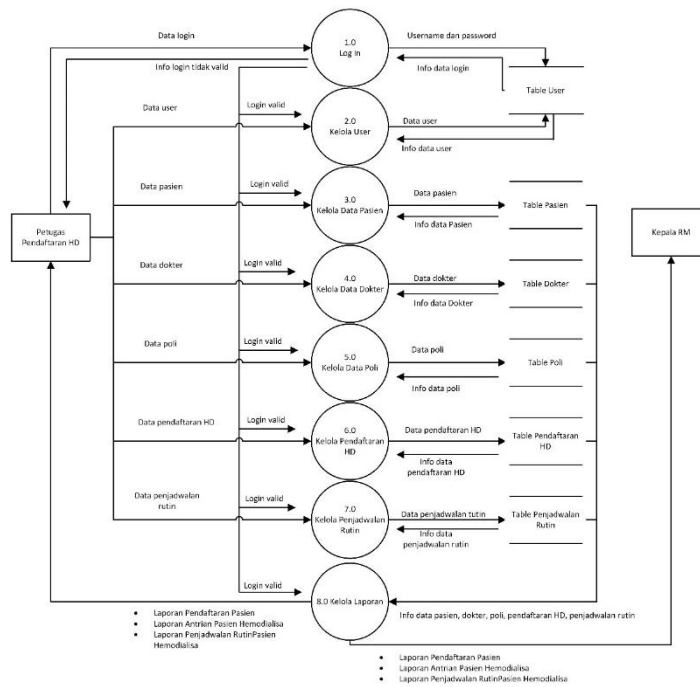 Data login
1.0
Log In
Username dan password
Info login tidak valid
Info data login
Table User
Login valid
Data user
2.0
Kelola User
Data user
Info data user
Login valid
Data pasien
3.0
Kelola Data Pasien
Data pasien
Info data Pasien
Table Pasien
Petugas
Pendaftaran HD
Kepala RM
Login valid
Data dokter
4.0
Kelola Data Dokter
Data dokter
Info data Dokter
Table Dokter
Login valid
Data poli
5.0
Kelola Data Poli
Data poli
Info data poli
Table Poli
Login valid
Data pendaftaran HD
6.0
Kelola Pendaftaran
HD
Data pendaftaran HD
Info data
pendaftaran HD
Table Pendaftaran
HD
Login valid
Data penjadwalan
rutin
7.0
Kelola Penjadwalan
Rutin
Data penjadwalan tutin
Info data
penjadwalan rutin
Table Penjadwalan
Rutin
Login valid
8.0 Kelola Laporan
Info data pasien, dokter, poli, pendaftaran HD, penjadwalan rutin
• Laporan Pendaftaran Pasien
• Laporan Antrian Pasien Hemodialisa
• Laporan Penjadwalan RutinPasien
Hemodialisa
• Laporan Pendaftaran Pasien
• Laporan Antrian Pasien Hemodialisa
• Laporan Penjadwalan RutinPasien Hemodialisa